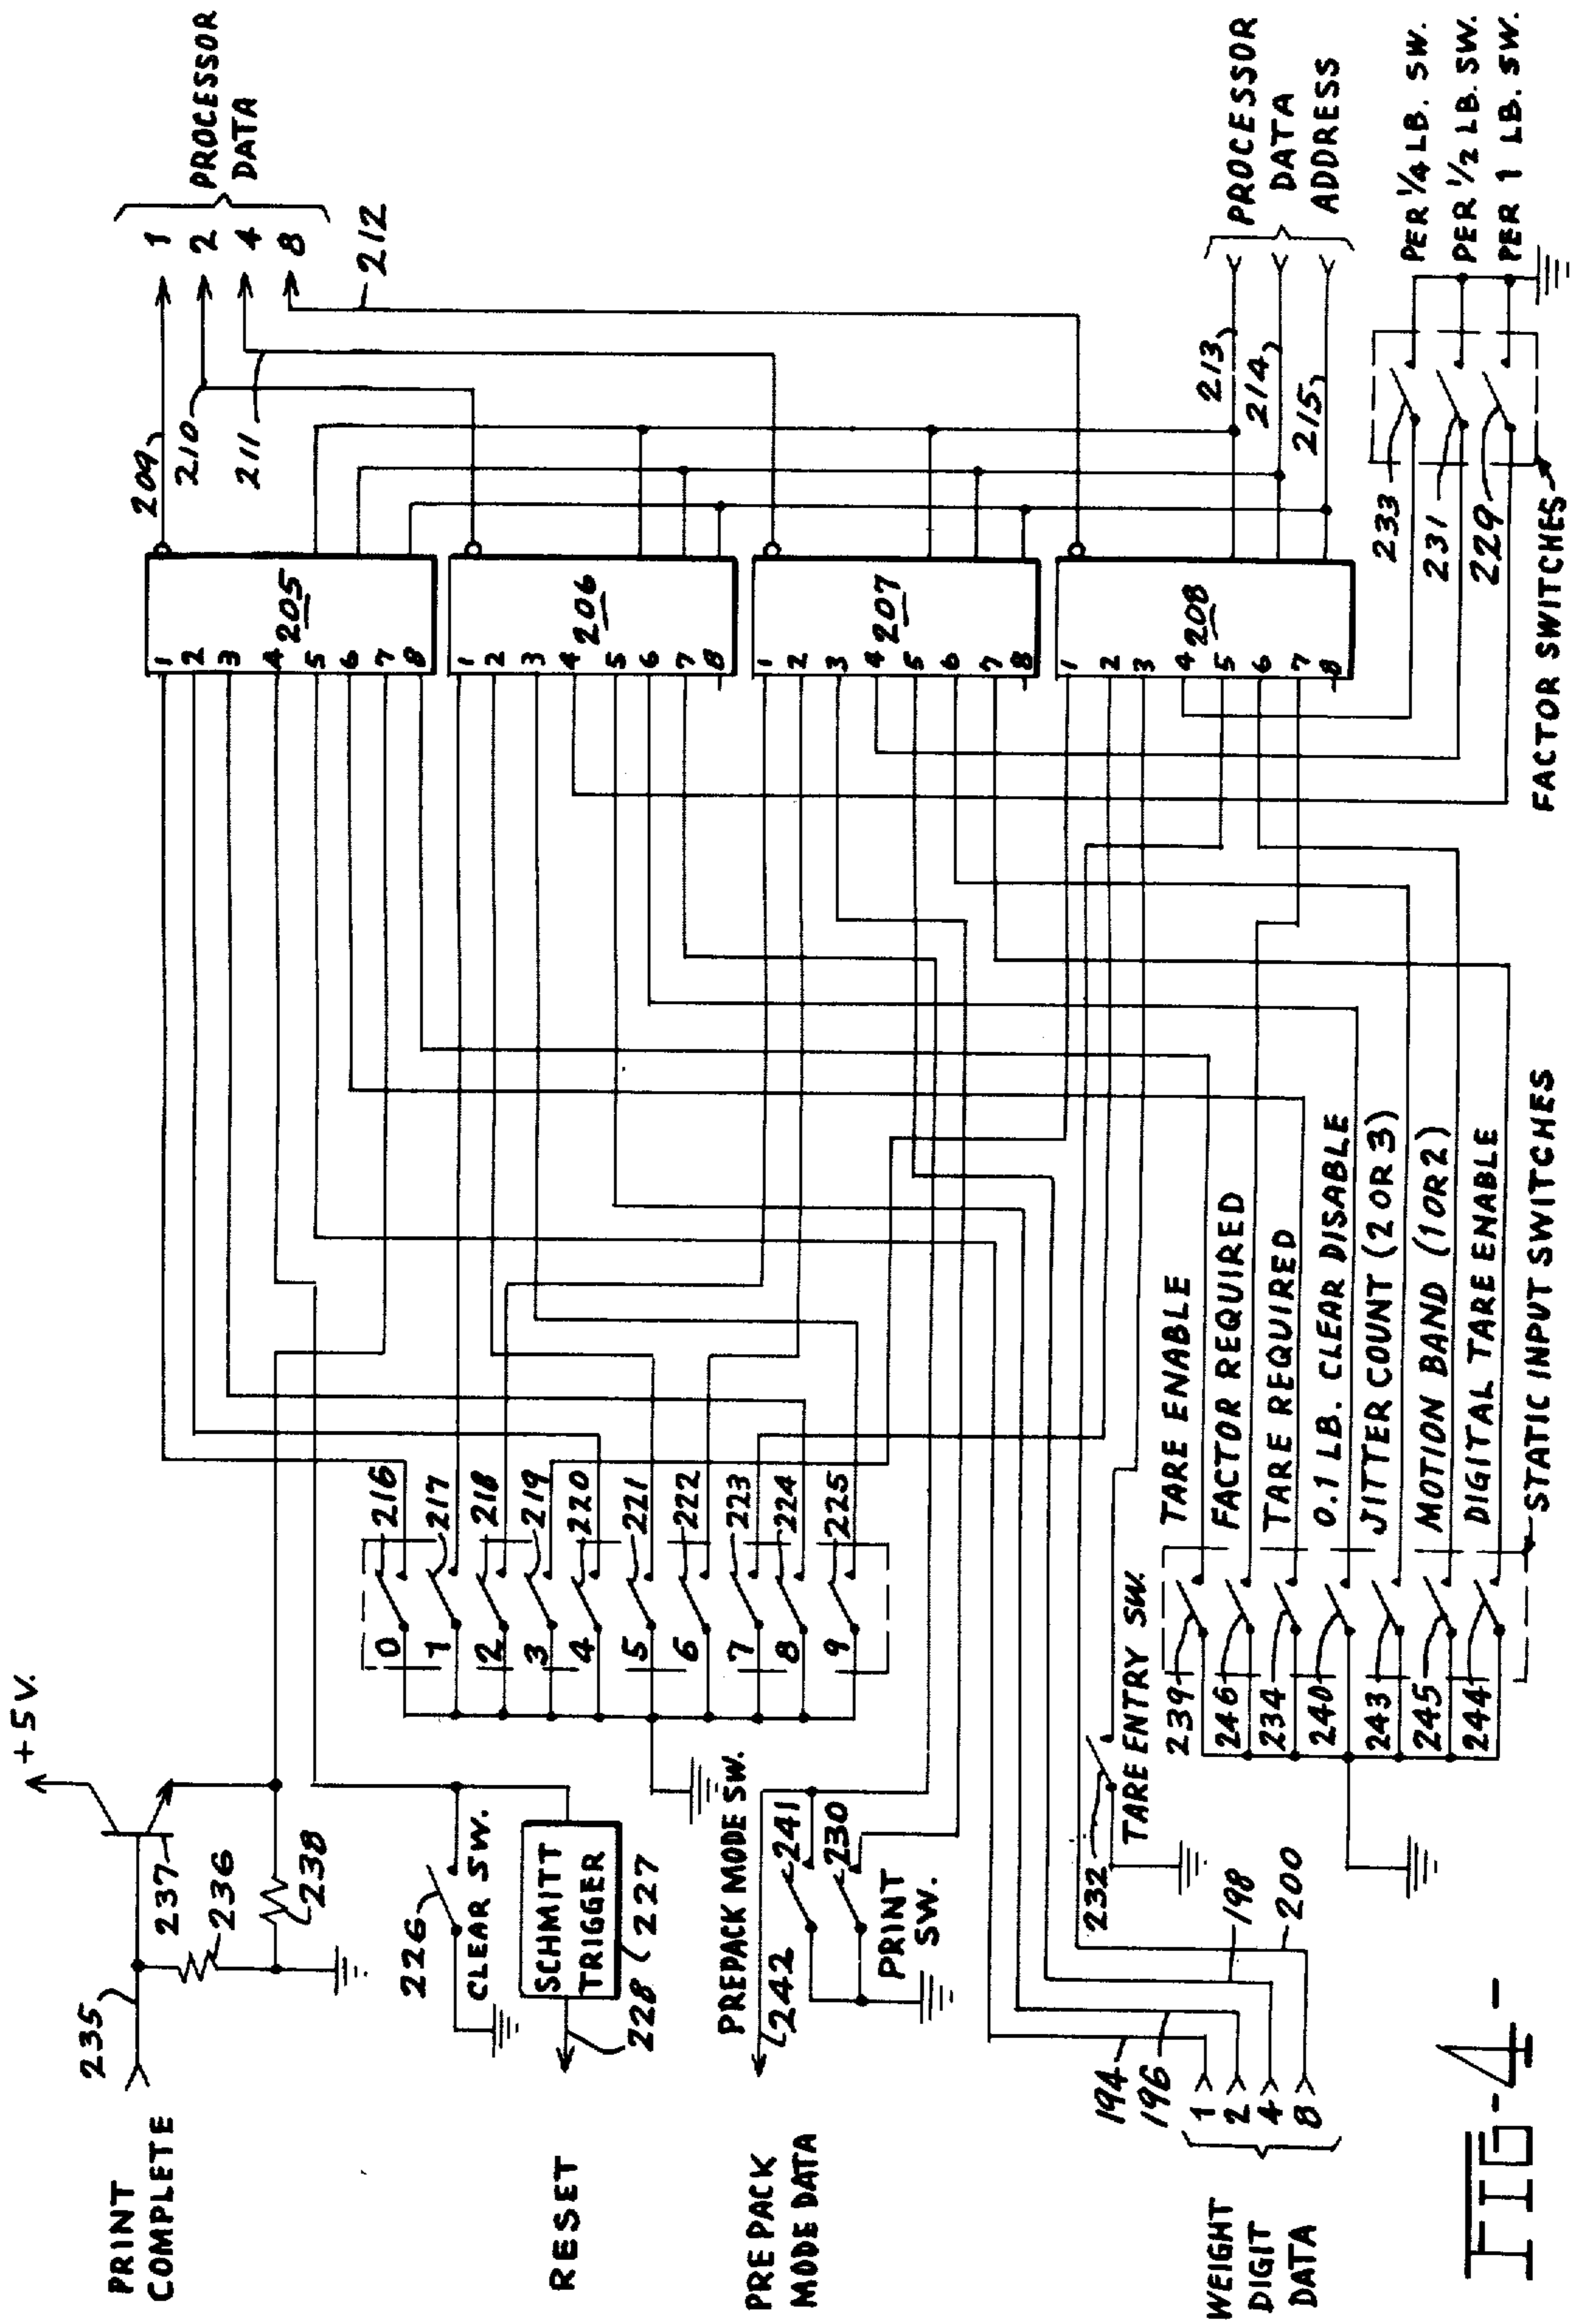 +5V.
PRINT
COMPLETE
235
237
236
238
RESET
226
CLEAR SW.
SCHMITT
TRIGGER
228
227
PREPACK
MODE DATA
242
PREPACK MODE SW.
241
230
PRINT
SW.
WEIGHT
DIGIT
DATA
1
2
4
8
194
196
198
200
232
TARE ENTRY SW.
0
1
2
3
4
5
6
7
8
9
216
217
218
219
220
221
222
223
224
225
239
246
234
240
243
245
244
TARE ENABLE
FACTOR REQUIRED
TARE REQUIRED
0.1 LB. CLEAR DISABLE
JITTER COUNT (2 OR 3)
MOTION BAND (1 OR 2)
DIGITAL TARE ENABLE
STATIC INPUT SWITCHES
1
2
3
4
5
6
7
8
205
1
2
3
4
5
6
7
8
206
1
2
3
4
5
6
7
8
207
1
2
3
4
5
6
7
8
208
209
210
211
212
1
2
4
8
PROCESSOR
DATA
213
214
215
PROCESSOR
DATA
ADDRESS
233
231
229
PER 1/4 LB. SW.
PER 1/2 LB. SW.
PER 1 LB. SW.
FACTOR SWITCHES
FIG-4-